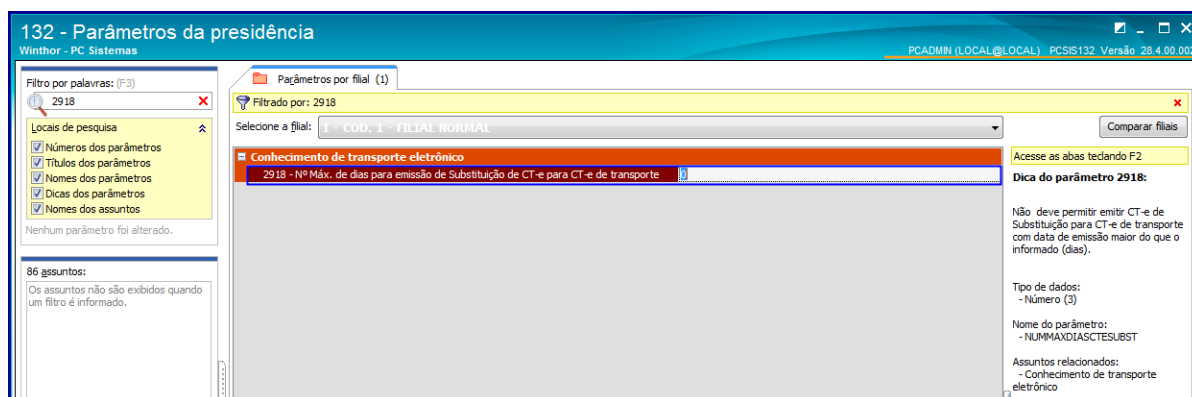 132 - Parâmetros da presidência
Winthor - PC Sistemas
PCADMIN (LOCAL@LOCAL) PCSIS132 Versão 28.4.00.002
Filtro por palavras: (F3)
2918
Locais de pesquisa
Números dos parâmetros
Títulos dos parâmetros
Nomes dos parâmetros
Dicas dos parâmetros
Nomes dos assuntos
Nenhum parâmetro foi alterado.
86 assuntos:
Os assuntos não são exibidos quando
um filtro é informado.
Parâmetros por filial (1)
Filtrado por: 2918
Selecione a filial:
1 - COD. 1 - FILIAL NORMAL
Comparar filiais
Conhecimento de transporte eletrônico
2918 - Nº Máx. de dias para emissão de Substituição de CT-e para CT-e de transporte
0
Acesse as abas teclando F2
Dica do parâmetro 2918:
Não deve permitir emitir CT-e de
Substituição para CT-e de transporte
com data de emissão maior do que o
informado (dias).
Tipo de dados:
- Número (3)
Nome do parâmetro:
- NUMMAXDIASCTESUBST
Assuntos relacionados:
- Conhecimento de transporte
eletrônico